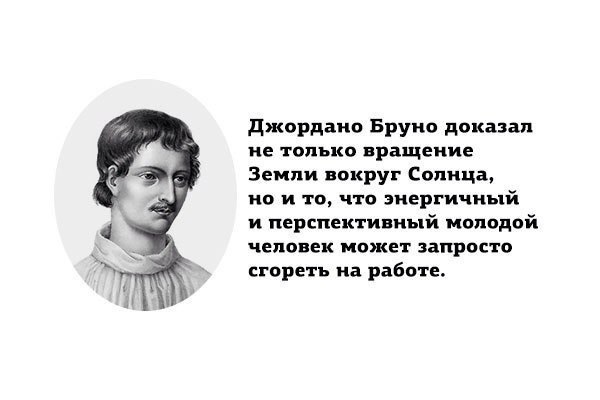 Джордано Бруно доказал
не только вращение
Земли вокруг Солнца,
но и то, что энергичный
и перспективный молодой
человек может запросто
сгореть на работе.